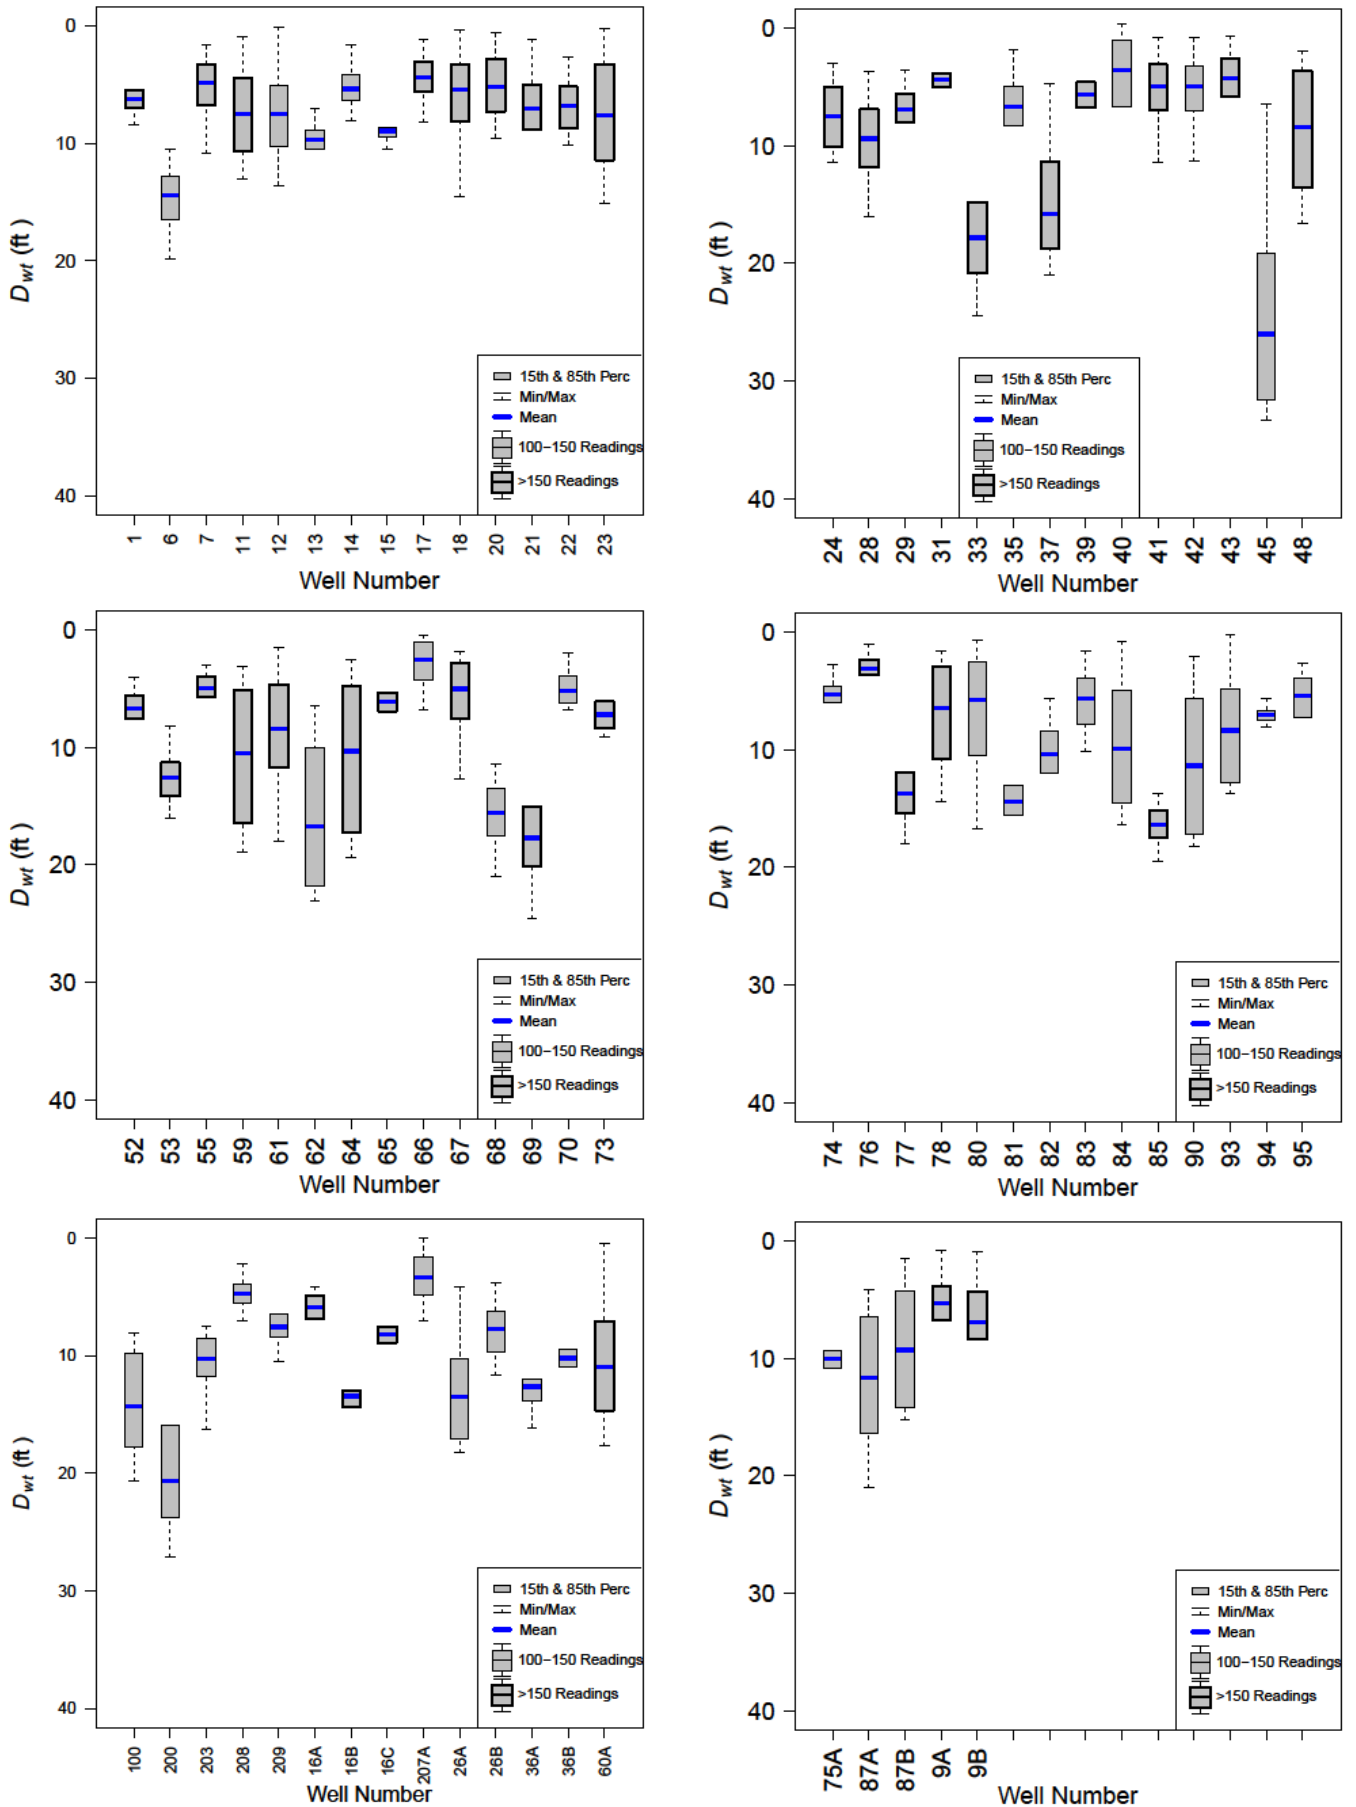 0
10
20
30
40
D_wt (ft )
15th & 85th Perc
Min/Max
Mean
100−150 Readings
>150 Readings
1 6 7 11 12 13 14 15 17 18 20 21 22 23
Well Number
0
10
20
30
40
D_wt (ft )
15th & 85th Perc
Min/Max
Mean
100−150 Readings
>150 Readings
24 28 29 31 33 35 37 39 40 41 42 43 45 48
Well Number
0
10
20
30
40
D_wt (ft )
15th & 85th Perc
Min/Max
Mean
100−150 Readings
>150 Readings
52 53 55 59 61 62 64 65 66 67 68 69 70 73
Well Number
0
10
20
30
40
D_wt (ft )
15th & 85th Perc
Min/Max
Mean
100−150 Readings
>150 Readings
74 76 77 78 80 81 82 83 84 85 90 93 94 95
Well Number
0
10
20
30
40
D_wt (ft )
15th & 85th Perc
Min/Max
Mean
100−150 Readings
>150 Readings
100 200 203 208 209 16A 16B 16C 207A 26A 26B 36A 36B 60A
Well Number
0
10
20
30
40
D_wt (ft )
15th & 85th Perc
Min/Max
Mean
100−150 Readings
>150 Readings
75A 87A 87B 9A 9B
Well Number